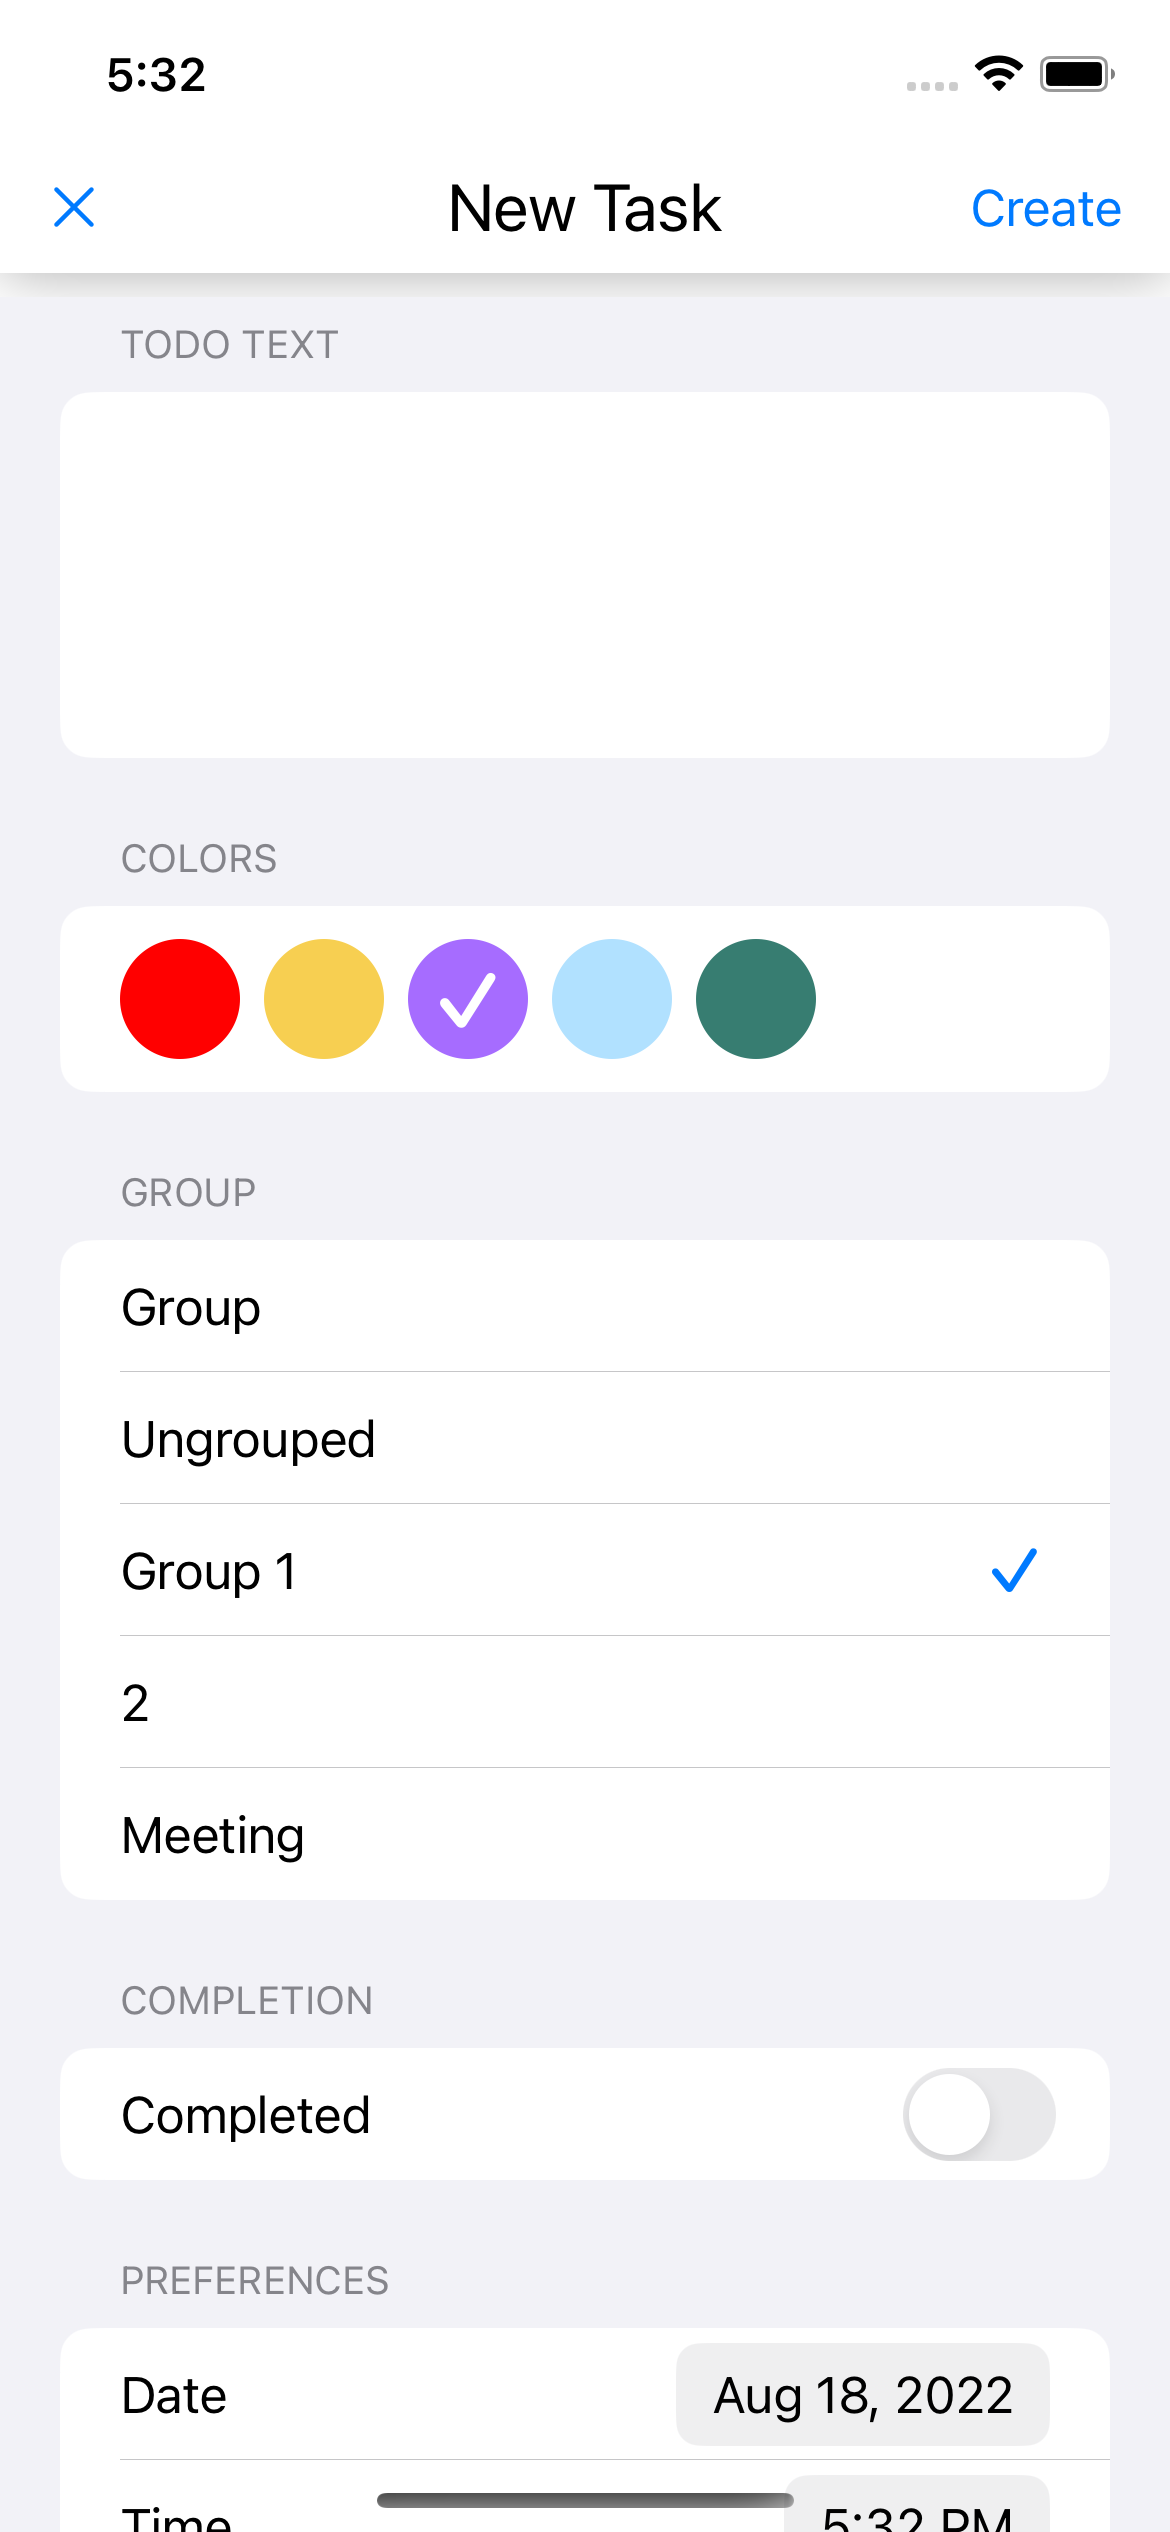 5:32
New Task
Create
TODO TEXT
COLORS
GROUP
Group
Ungrouped
Group 1
2
Meeting
COMPLETION
Completed
PREFERENCES
Date
Aug 18, 2022
Time
5:32 PM